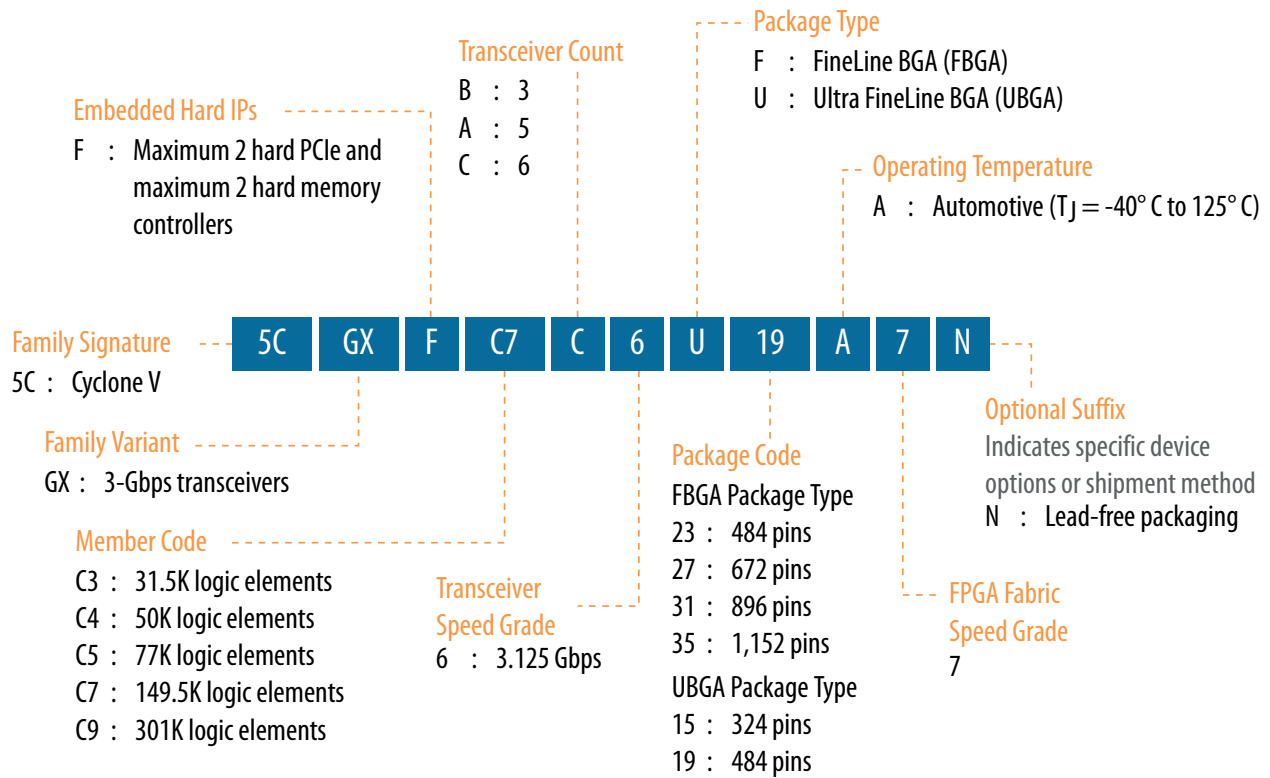 Package Type
F : FineLine BGA (FBGA)
U : Ultra FineLine BGA (UBGA)
Transceiver Count
B : 3
A : 5
C : 6
Embedded Hard IPs
F : Maximum 2 hard PCIe and
maximum 2 hard memory
controllers
Operating Temperature
A : Automotive (TJ = -40° C to 125° C)
5C GX F C7 C 6 U 19 A 7 N
Family Signature
5C : Cyclone V
Family Variant
GX : 3-Gbps transceivers
Member Code
C3 : 31.5K logic elements
C4 : 50K logic elements
C5 : 77K logic elements
C7 : 149.5K logic elements
C9 : 301K logic elements
Transceiver
Speed Grade
6 : 3.125 Gbps
Package Code
FBGA Package Type
23 : 484 pins
27 : 672 pins
31 : 896 pins
35 : 1,152 pins
UBGA Package Type
15 : 324 pins
19 : 484 pins
FPGA Fabric
Speed Grade
7
Optional Suffix
Indicates specific device
options or shipment method
N : Lead-free packaging